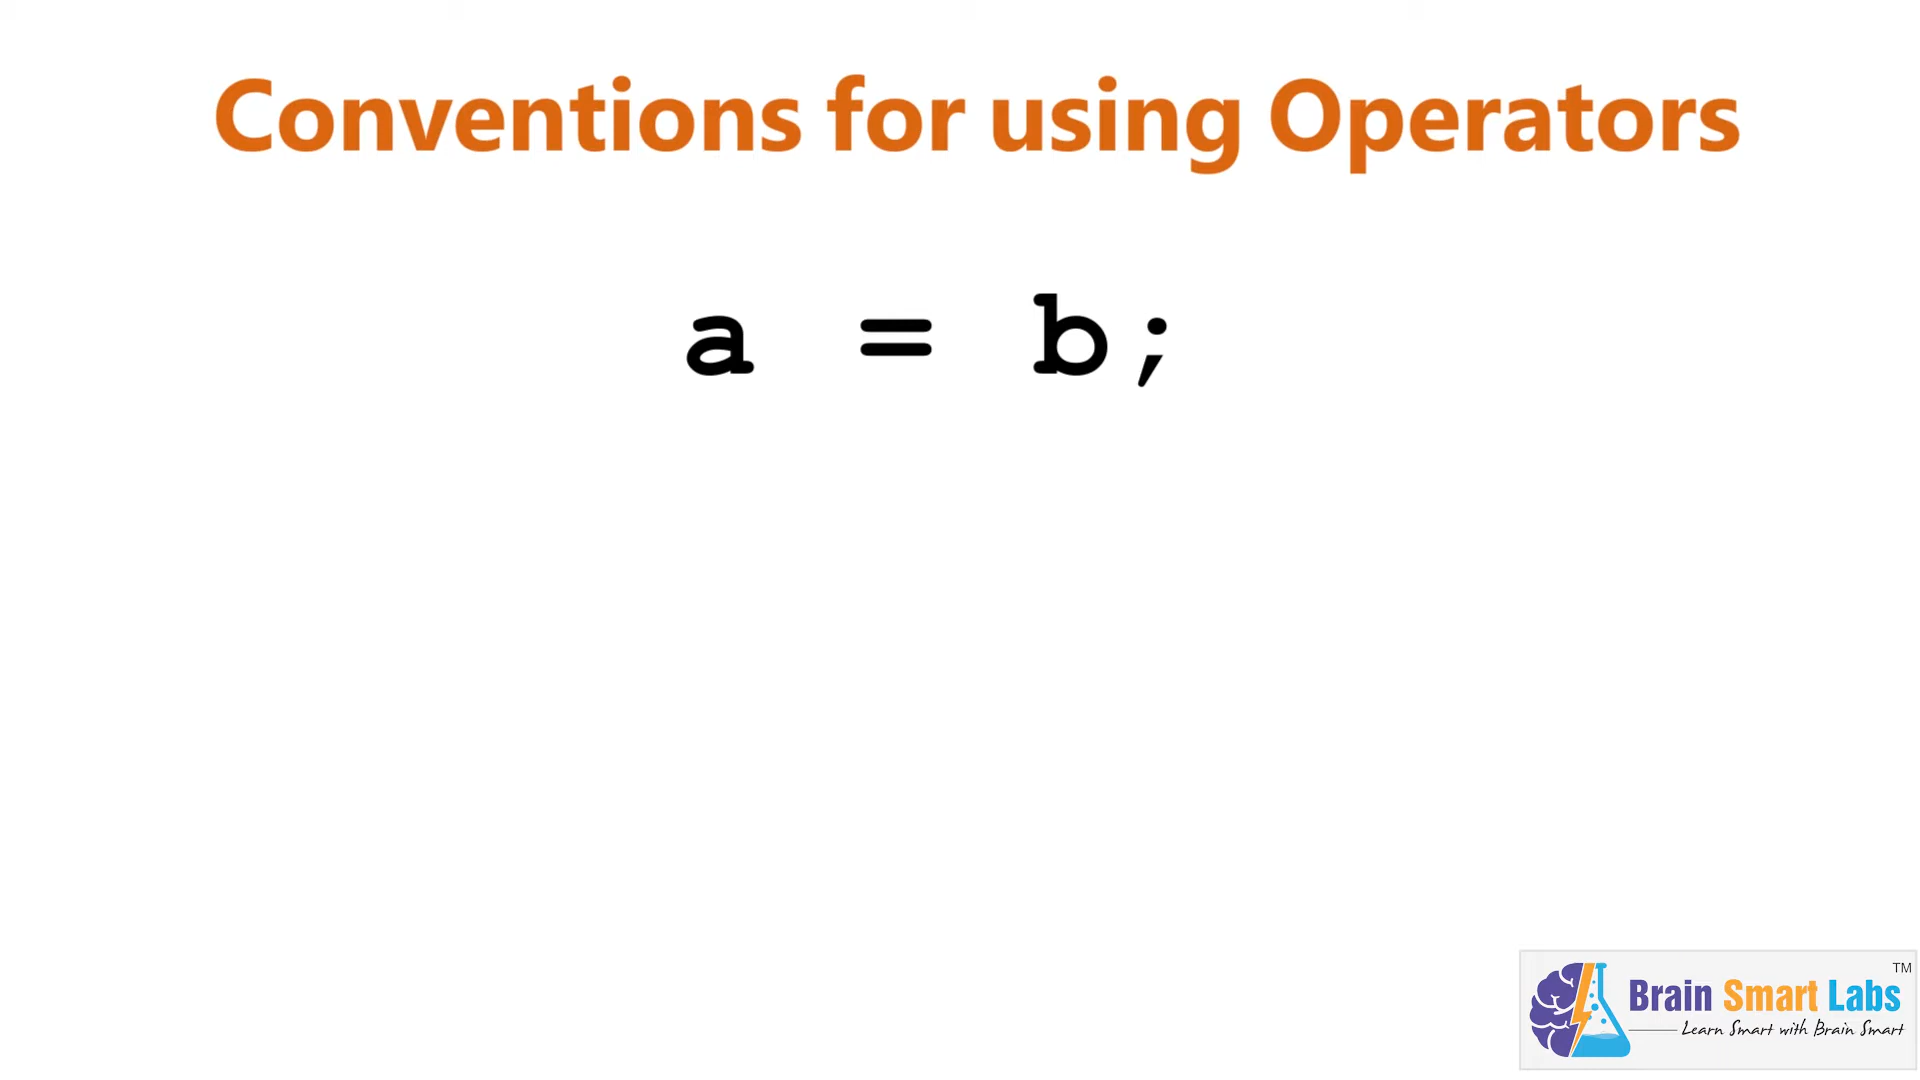 Conventions for using Operators
a = b;
TM
Brain Smart Labs
Learn Smart with Brain Smart